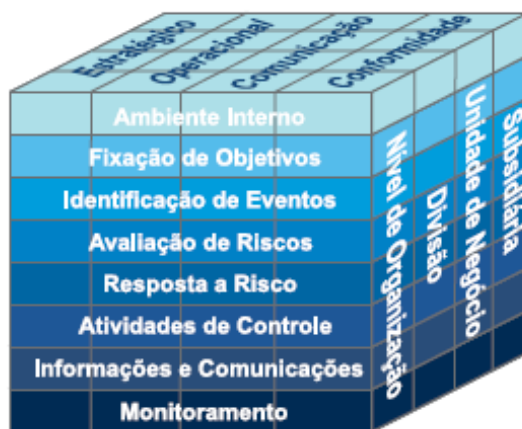 Estratégico
Operacional
Comunicação
Conformidade
Ambiente Interno
Fixação de Objetivos
Identificação de Eventos
Avaliação de Riscos
Resposta a Risco
Atividades de Controle
Informações e Comunicações
Monitoramento
Nível de Organização
Divisão
Unidade de Negócio
Subsidiaria